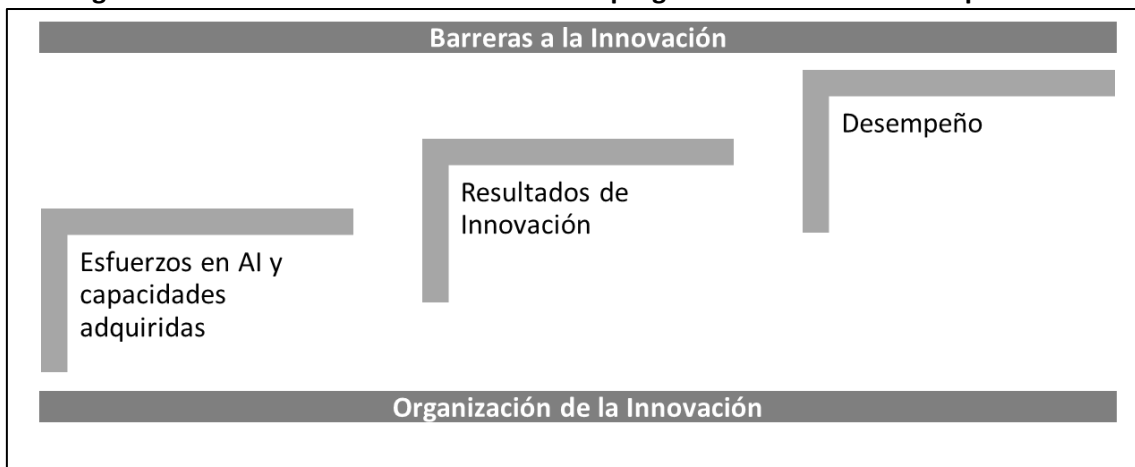 Barreras a la Innovación
Esfuerzos en AI y
capacidades
adquiridas
Resultados de
Innovación
Desempeño
Organización de la Innovación